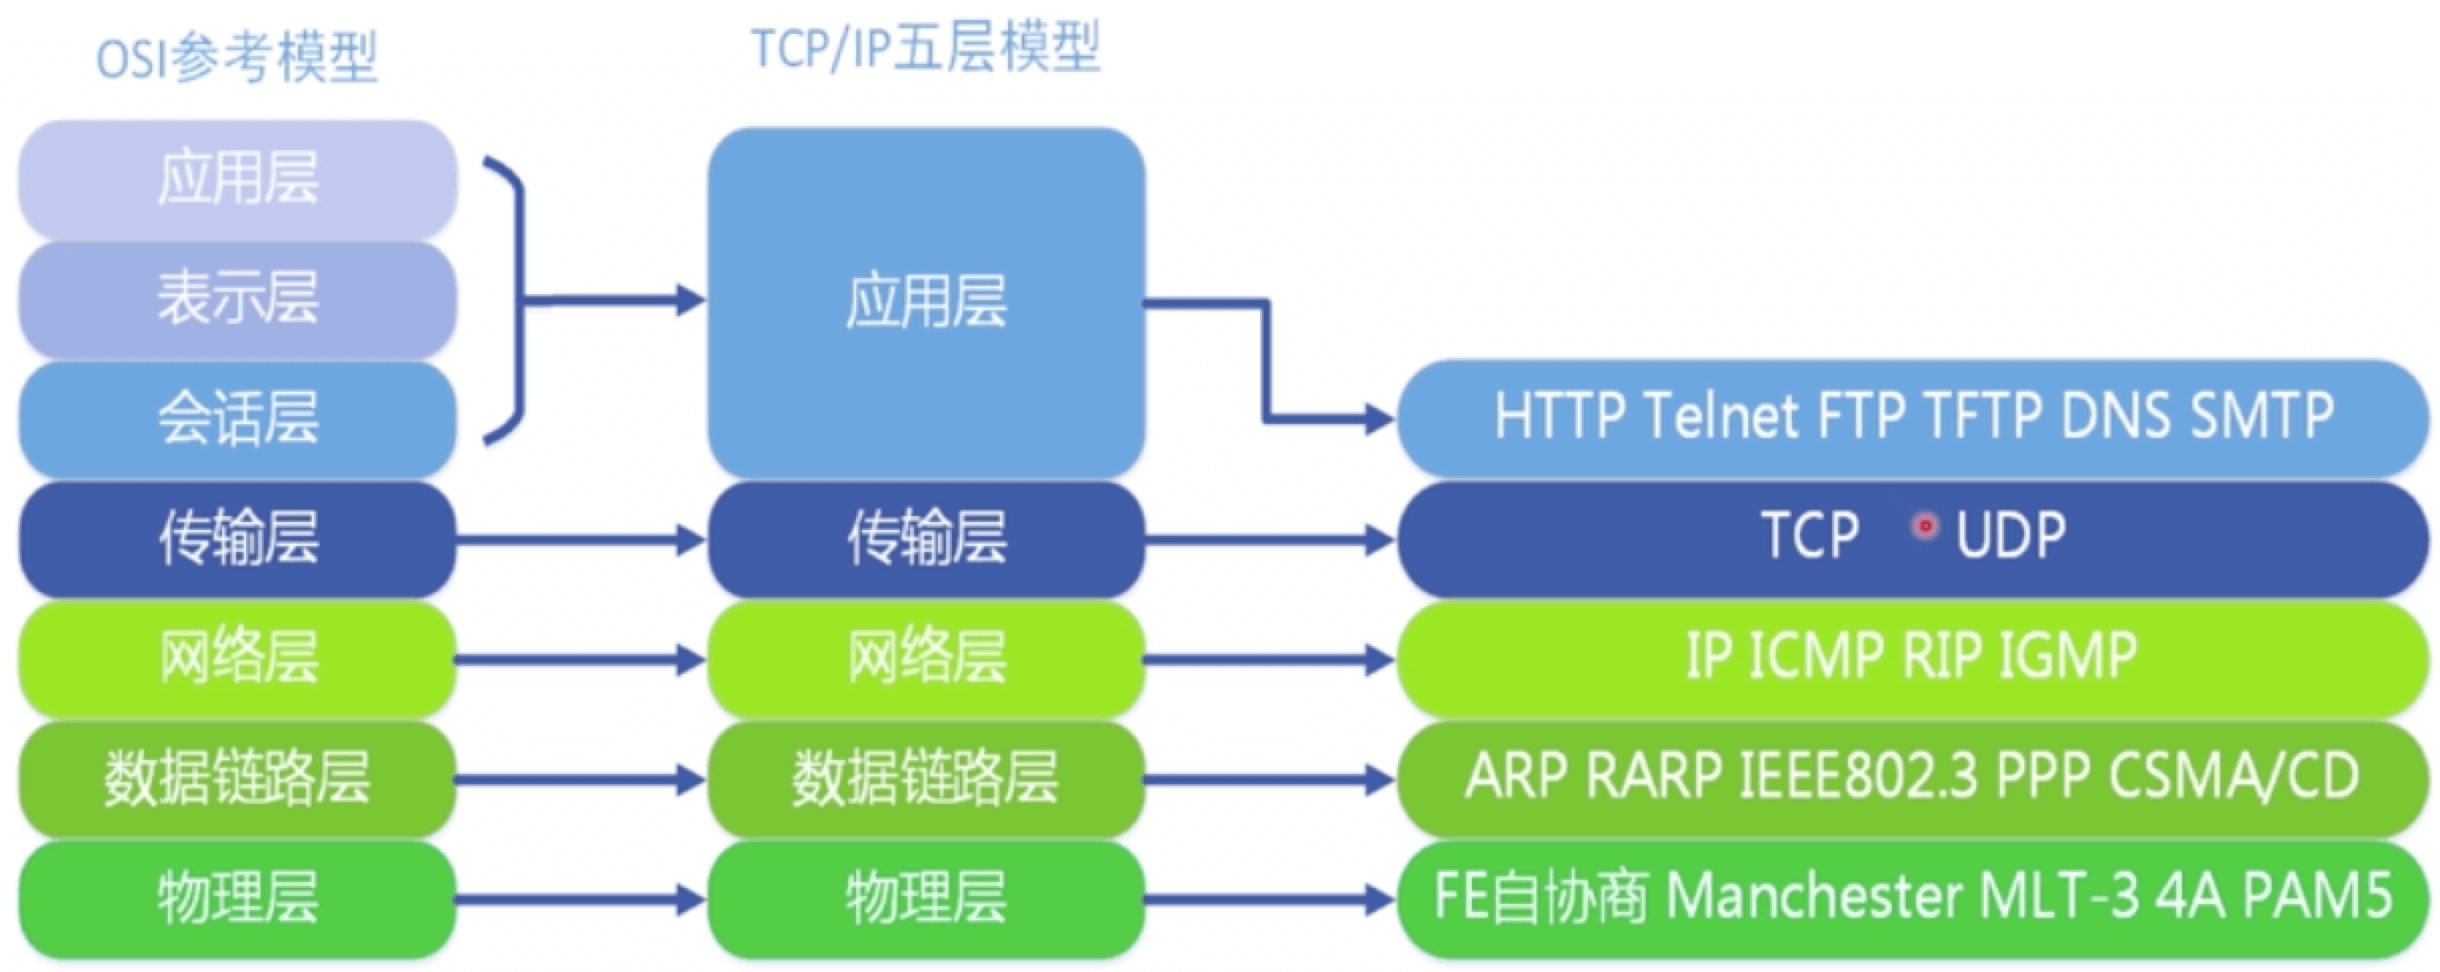 OSI参考模型
TCP/IP五层模型
应用层
表示层
会话层
传输层
网络层
数据链路层
物理层
应用层
传输层
网络层
数据链路层
物理层
HTTP Telnet FTP TFTP DNS SMTP
TCP UDP
IP ICMP RIP IGMP
ARP RARP IEEE802.3 PPP CSMA/CD
FE自协商 Manchester MLT-3 4A PAM5